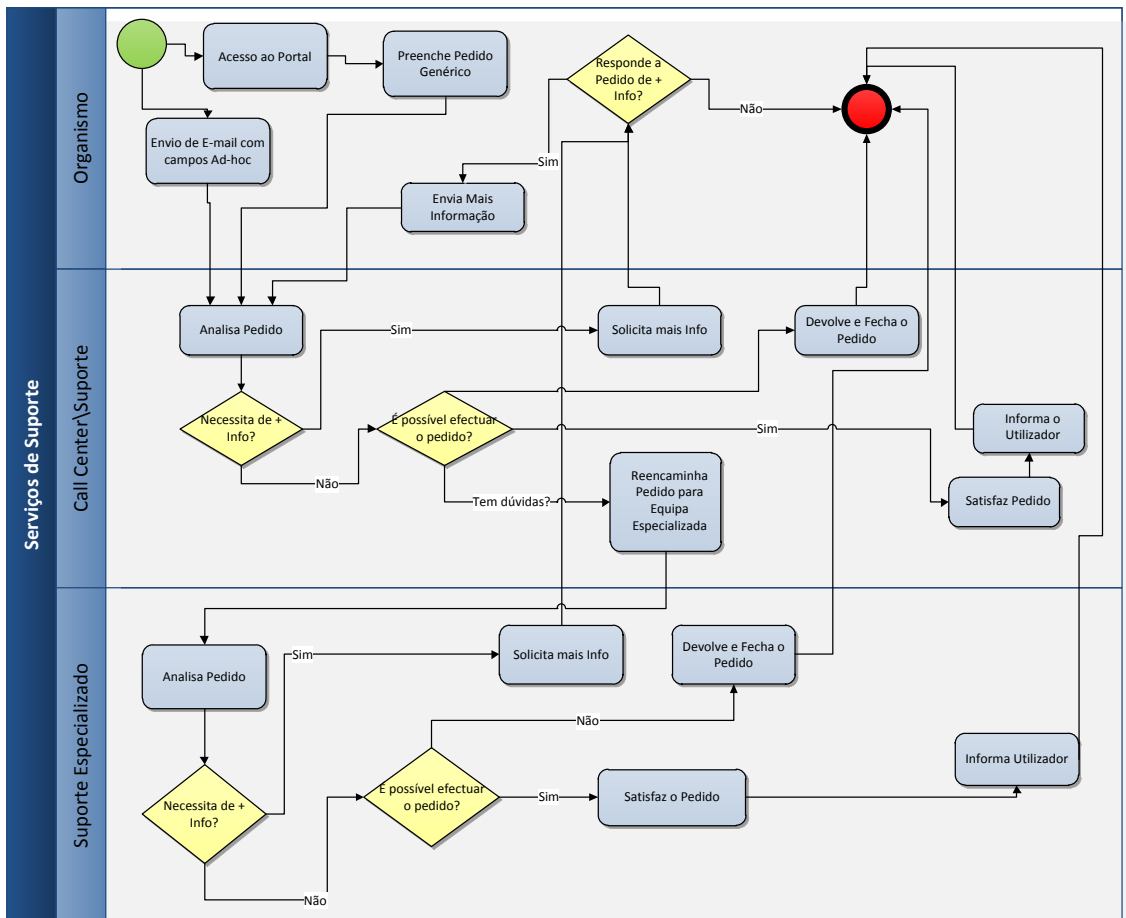 Serviços de Suporte
Organismo
Acesso ao Portal
Preenche Pedido
Genérico
Responde a
Pedido de +
Info?
Não
Envio de E-mail com
campos Ad-hoc
Sim
Envia Mais
Informação
Call Center\Suporte
Analisa Pedido
Sim
Solicita mais Info
Devolve e Fecha o
Pedido
Necessita de +
Info?
É possível efectuar
o pedido?
Sim
Informa o
Utilizador
Não
Tem dúvidas?
Reencaminha
Pedido para
Equipa
Especializada
Satisfaz Pedido
Suporte Especializado
Analisa Pedido
Sim
Solicita mais Info
Devolve e Fecha o
Pedido
Não
Necessita de +
Info?
É possível efectuar
o pedido?
Sim
Satisfaz o Pedido
Informa Utilizador
Não